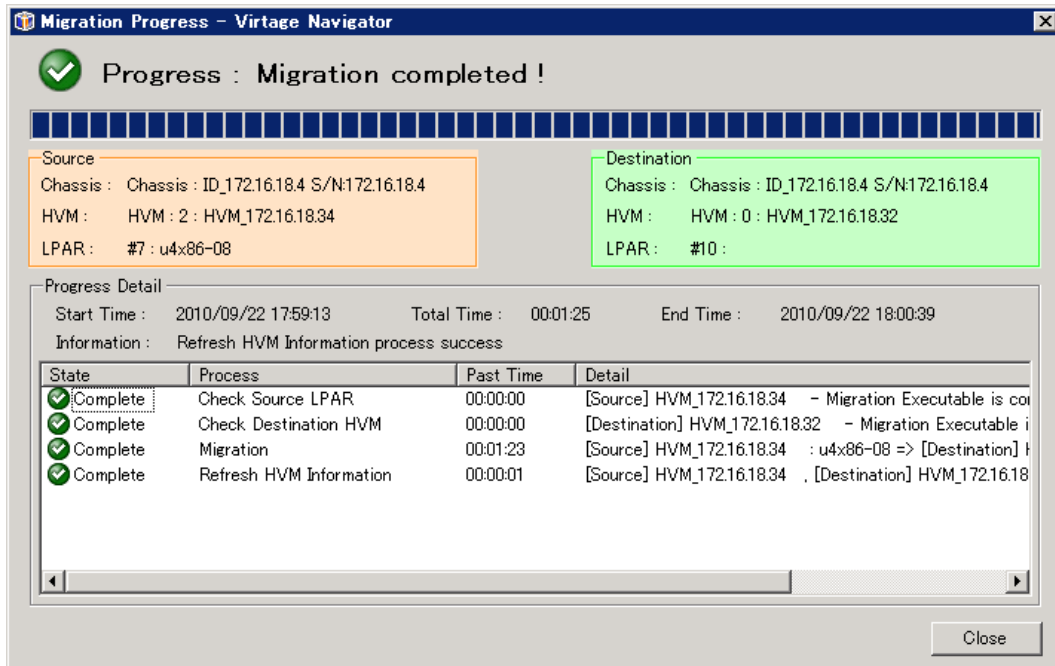 Migration Progress - Virtage Navigator
Progress : Migration completed !
Source
Chassis : Chassis : ID_172.16.18.4 S/N:172.16.18.4
HVM : HVM : 2 : HVM_172.16.18.34
LPAR : #7 : u4x86-08
Destination
Chassis : Chassis : ID_172.16.18.4 S/N:172.16.18.4
HVM : HVM : 0 : HVM_172.16.18.32
LPAR : #10 :
Progress Detail
Start Time : 2010/09/22 17:59:13 Total Time : 00:01:25 End Time : 2010/09/22 18:00:39
Information : Refresh HVM Information process success
State Process Past Time Detail
Complete Check Source LPAR 00:00:00 [Source] HVM_172.16.18.34 - Migration Executable is
Complete Check Destination HVM 00:00:00 [Destination] HVM_172.16.18.32 - Migration Executable
Complete Migration 00:01:23 [Source] HVM_172.16.18.34 : u4x86-08 => [Destination]
Complete Refresh HVM Information 00:00:01 [Source] HVM_172.16.18.34 , [Destination] HVM_172.16.18
Close